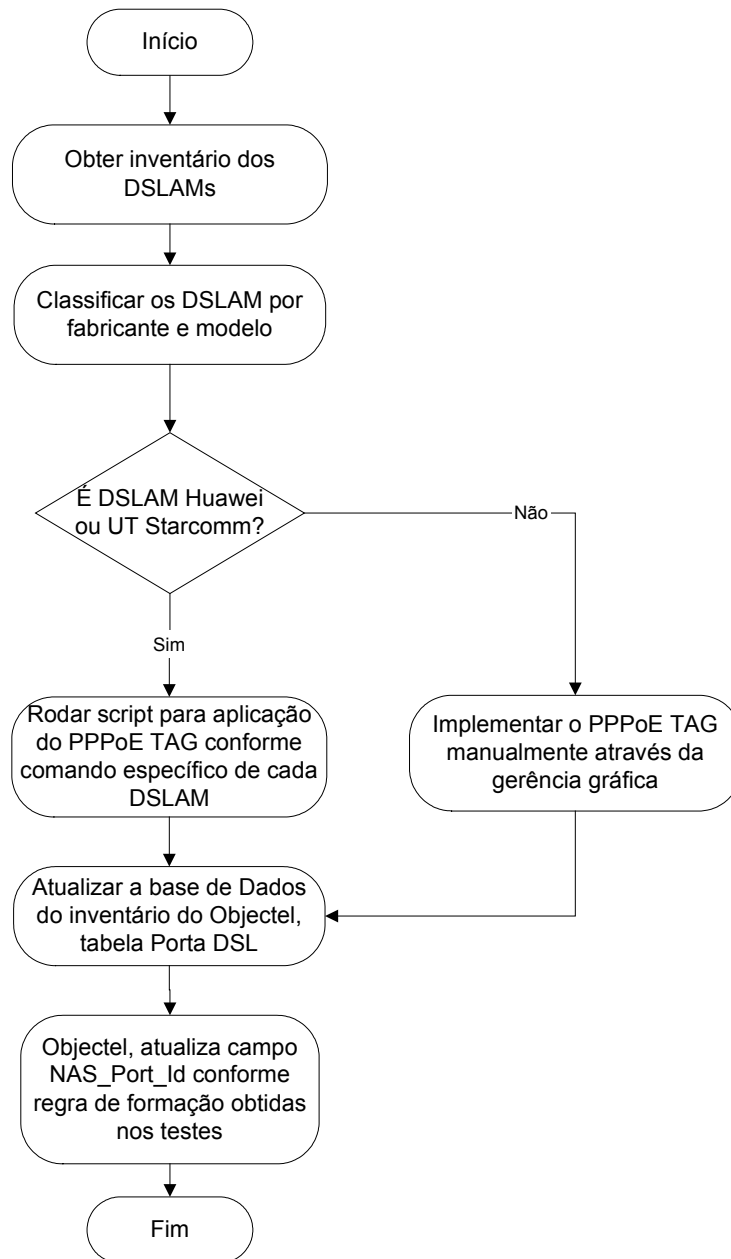 Início
Obter inventário dos
DSLAMs
Classificar os DSLAM por
fabricante e modelo
É DSLAM Huawei
ou UT Starcomm?
Não
Sim
Rodar script para aplicação
do PPPoE TAG conforme
comando específico de cada
DSLAM
Implementar o PPPoE TAG
manualmente através da
gerência gráfica
Atualizar a base de Dados
do inventário do Objectel,
tabela Porta DSL
Objectel, atualiza campo
NAS_Port_Id conforme
regra de formação obtidas
nos testes
Fim